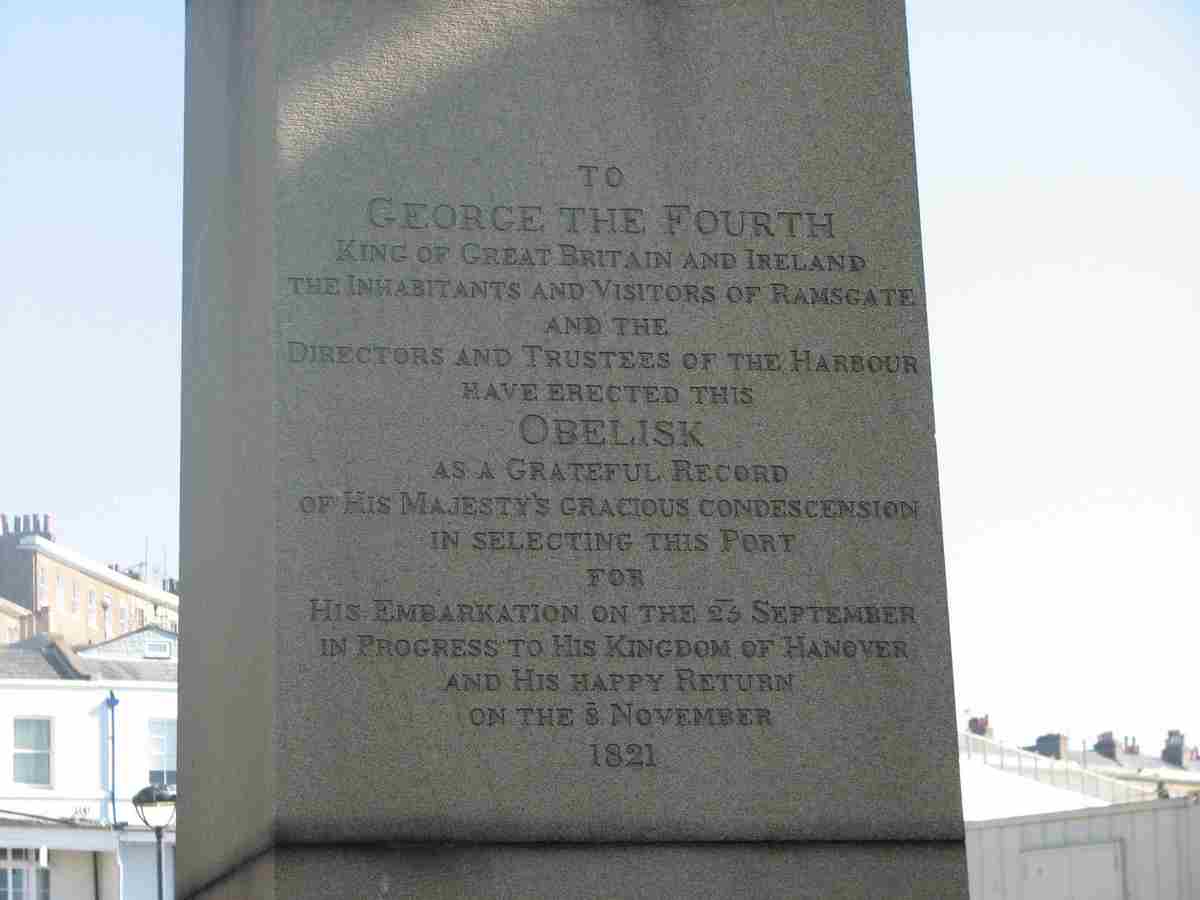 TO
GEORGE THE FOURTH
KING OF GREAT BRITAIN AND IRELAND
THE INHABITANTS AND VISITORS OF RAMSGATE
AND THE
DIRECTORS AND TRUSTEES OF THE HARBOUR
HAVE ERECTED THIS
OBELISK
AS A GRATEFUL RECORD
OF HIS MAJESTY'S GRACIOUS CONDESCENSION
IN SELECTING THIS PORT
FOR
HIS EMBARKATION ON THE 25 SEPTEMBER
IN PROGRESS TO HIS KINGDOM OF HANOVER
AND HIS HAPPY RETURN
ON THE 8 NOVEMBER
1821